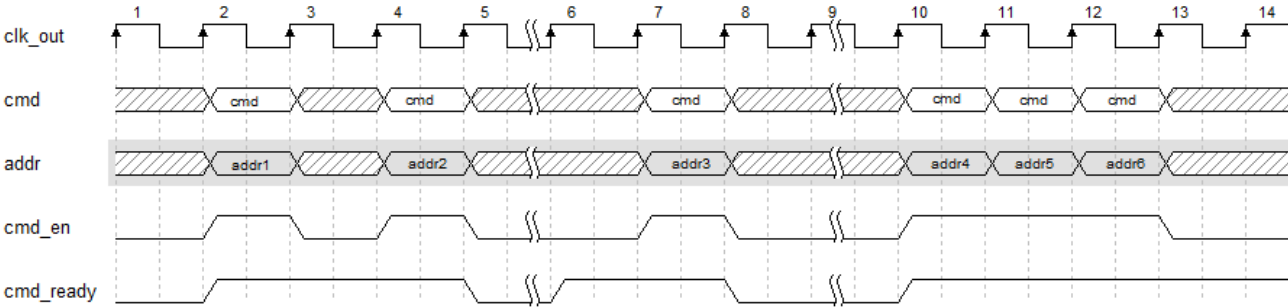 1 2 3 4 5 6 7 8 9 10 11 12 13 14
clk_out
cmd cmd cmd cmd cmd cmd cmd
addr addr1 addr2 addr3 addr4 addr5 addr6
cmd_en
cmd_ready